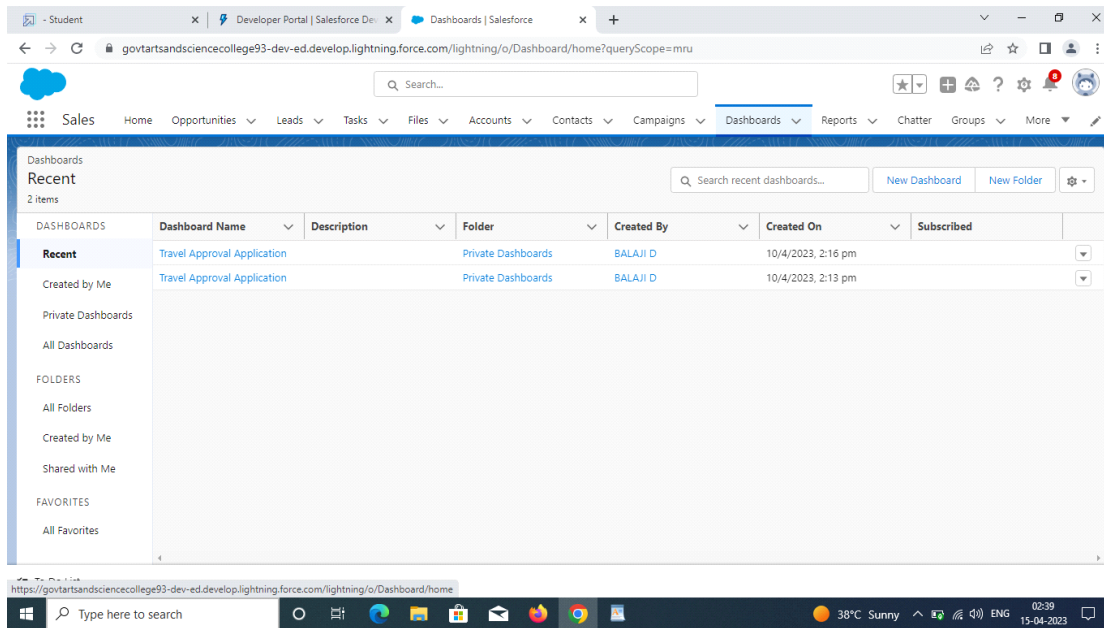 - Student
Developer Portal | Salesforce Dev
Dashboards | Salesforce
govtartsandsciencecollege93-dev-ed.develop.lightning.force.com/lightning/o/Dashboard/home?queryScope=mru
Search...
8
Sales Home Opportunities Leads Tasks Files Accounts Contacts Campaigns Dashboards Reports Chatter Groups More
Dashboards
Recent
2 items
Search recent dashboards...
New Dashboard
New Folder
DASHBOARDS
Recent
Created by Me
Private Dashboards
All Dashboards
FOLDERS
All Folders
Created by Me
Shared with Me
FAVORITES
All Favorites
Dashboard Name Description Folder Created By Created On Subscribed
Travel Approval Application Private Dashboards BALAJI D 10/4/2023, 2:16 pm
Travel Approval Application Private Dashboards BALAJI D 10/4/2023, 2:13 pm
To Do List
https://govtartsandsciencecollege93-dev-ed.develop.lightning.force.com/lightning/o/Dashboard/home
Type here to search
38°C Sunny
ENG
02:39
15-04-2023